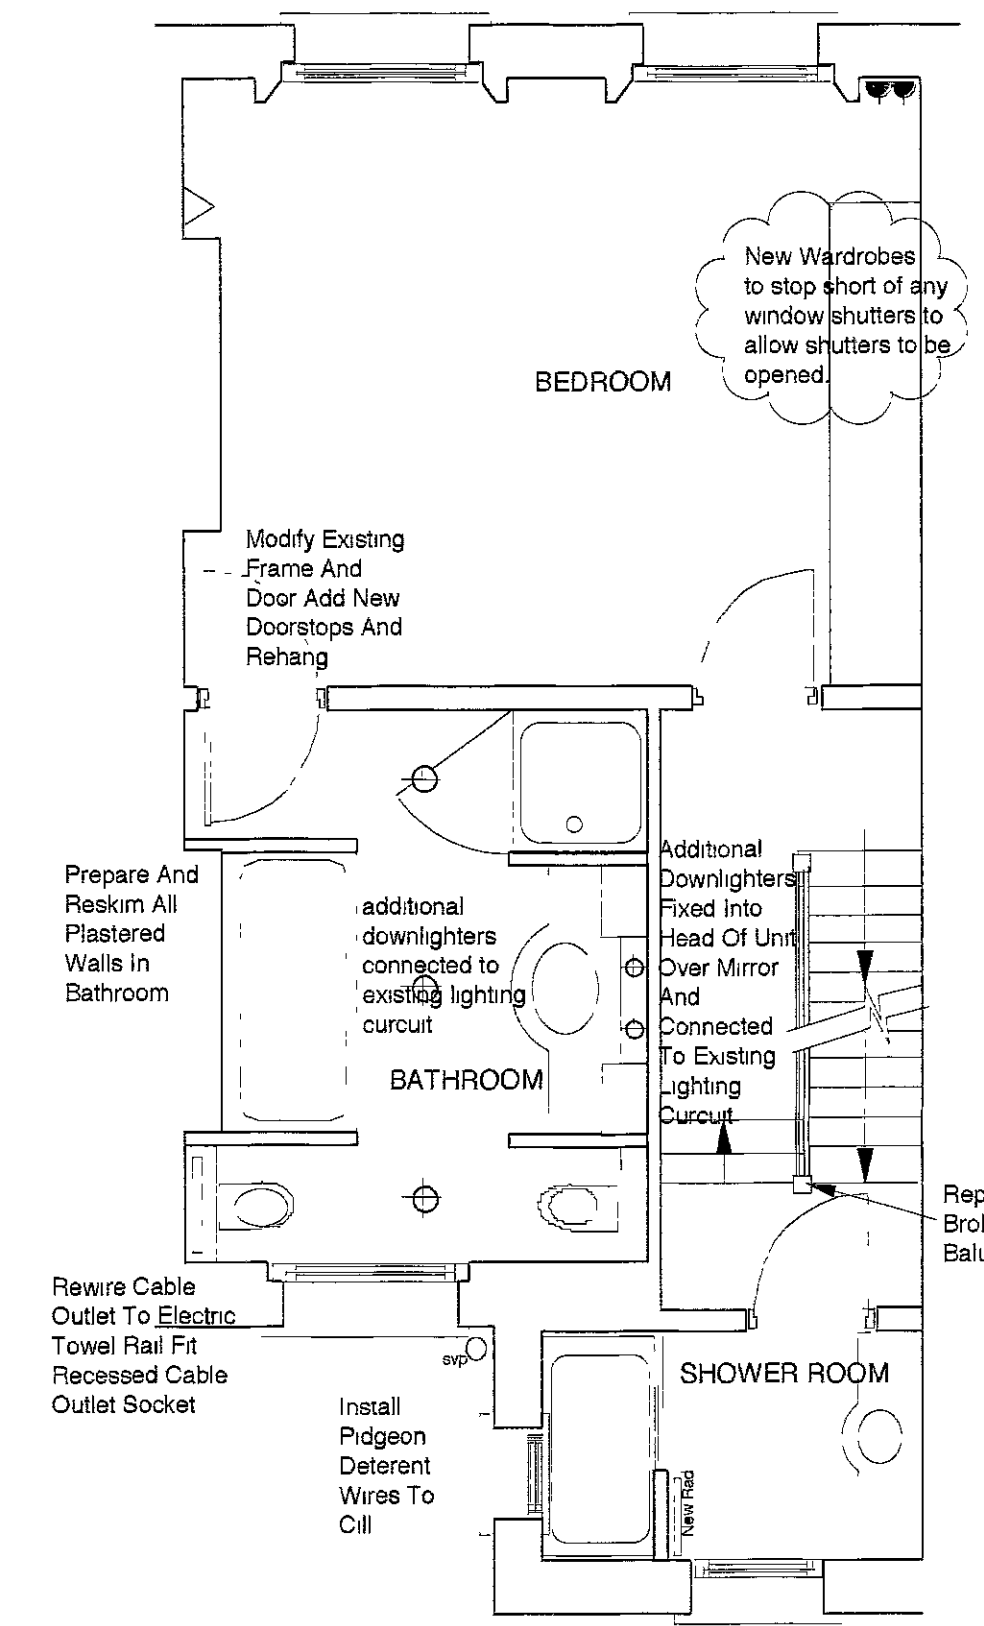 New Wardrobes
to stop short of any
window shutters to
allow shutters to be
opened.
BEDROOM
Modify Existing
Frame And
Door Add New
Doorstops And
Rehang
Prepare And
Reskim All
Plastered
Walls In
Bathroom
additional
downlighters
connected to
existing lighting
curcuit
BATHROOM
Additional
Downlighters
Fixed Into
Head Of Unit
Over Mirror
And
Connected
To Existing
Lighting
Curcuit
Rewire Cable
Outlet To Electric
Towel Rail Fit
Recessed Cable
Outlet Socket
svp
Install
Pidgeon
Deterent
Wires To
Cill
SHOWER ROOM
New Rad